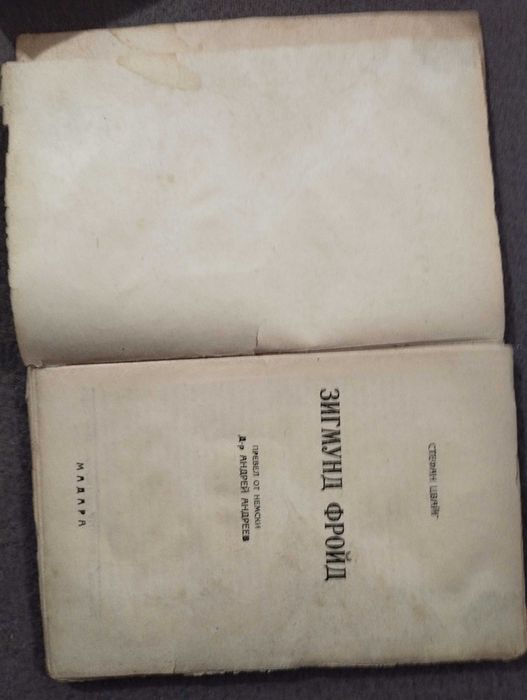 СТЕФАН ЦВАЙГ
ЗИГМУНД ФРОЙД
ПРЕВЕЛ ОТ НЕМСКИ
Д-р АНДРЕЙ АНДРЕЕВ
МАДАРА